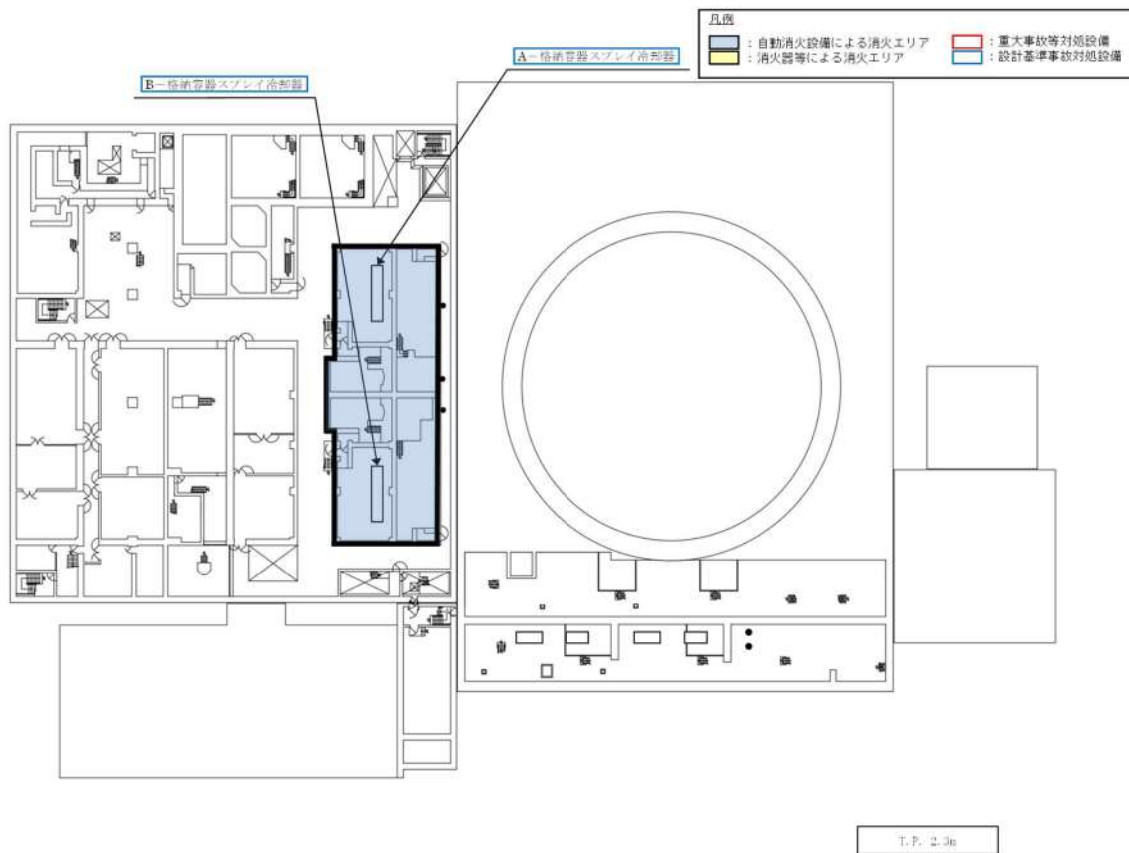 凡例
：自動消火設備による消火エリア
：重大事故等対処設備
：消火器等による消火エリア
：設計基準事故対処設備
A－格納容器スプレイ冷却器
B－格納容器スプレイ冷却器
T.P. 2.3m